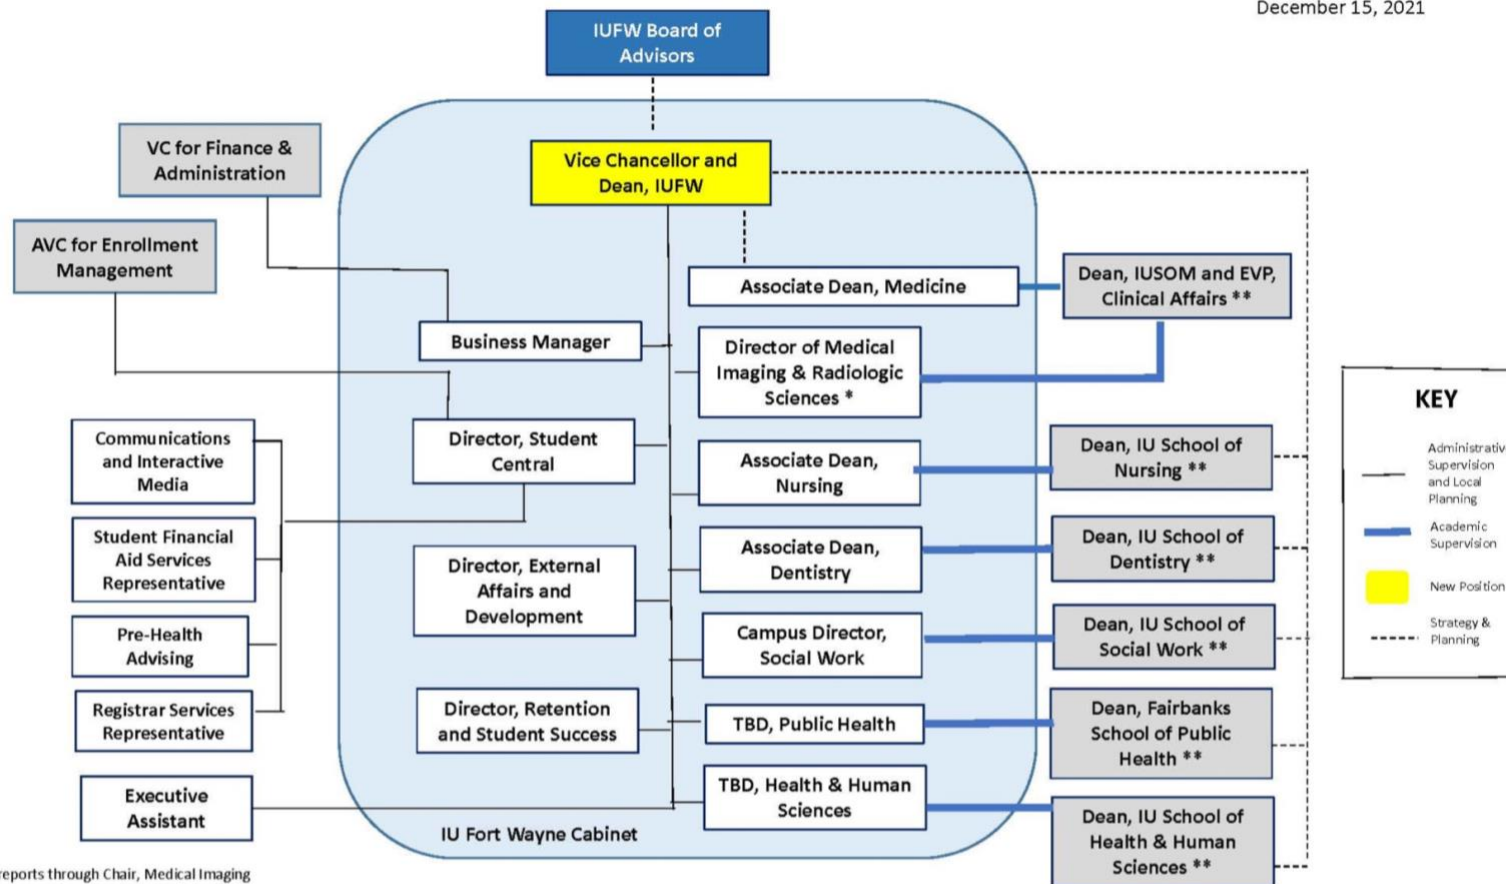 December 15, 2021
IUFW Board of
Advisors
VC for Finance &
Administration
Vice Chancellor and
Dean, IUFW
AVC for Enrollment
Management
Associate Dean, Medicine
Dean, IUSOM and EVP,
Clinical Affairs **
Business Manager
Director of Medical
Imaging & Radiologic
Sciences *
Communications
and Interactive
Media
Director, Student
Central
Associate Dean,
Nursing
Dean, IU School of
Nursing **
Student Financial
Aid Services
Representative
Director, External
Affairs and
Development
Associate Dean,
Dentistry
Dean, IU School of
Dentistry **
Pre-Health
Advising
Campus Director,
Social Work
Dean, IU School of
Social Work **
Registrar Services
Representative
Director, Retention
and Student Success
TBD, Public Health
Dean, Fairbanks
School of Public
Health **
Executive
Assistant
TBD, Health & Human
Sciences
Dean, IU School of
Health & Human
Sciences **
IU Fort Wayne Cabinet
reports through Chair, Medical Imaging
KEY
Administrativ
Supervision
and Local
Planning
Academic
Supervision
New Position
Strategy &
Planning